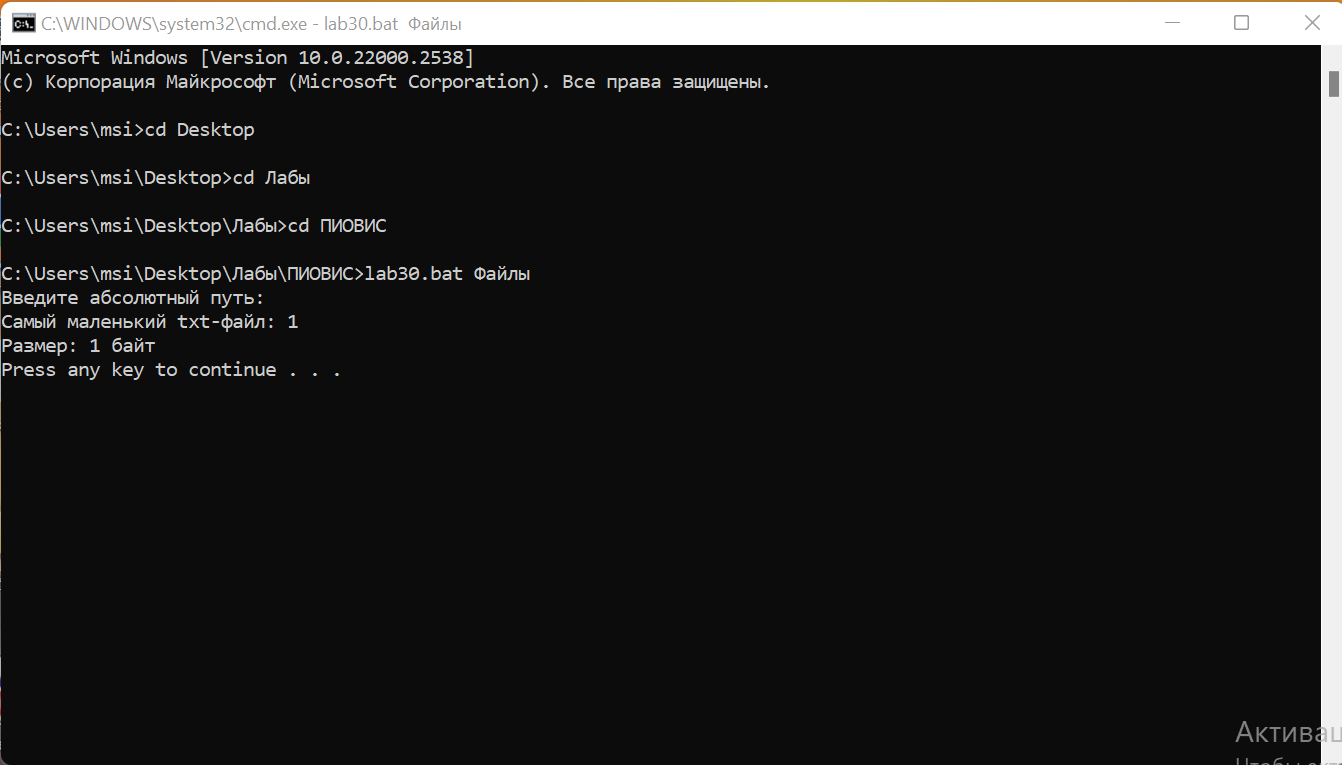 C:\WINDOWS\system32\cmd.exe - lab30.bat Файлы
Microsoft Windows [Version 10.0.22000.2538]
(c) Корпорация Майкрософт (Microsoft Corporation). Все права защищены.
C:\Users\msi>cd Desktop
C:\Users\msi\Desktop>cd Лабы
C:\Users\msi\Desktop\Лабы>cd ПИОВИС
C:\Users\msi\Desktop\Лабы\ПИОВИС>lab30.bat Файлы
Введите абсолютный путь:
Самый маленький txt-файл: 1
Размер: 1 байт
Press any key to continue . . .